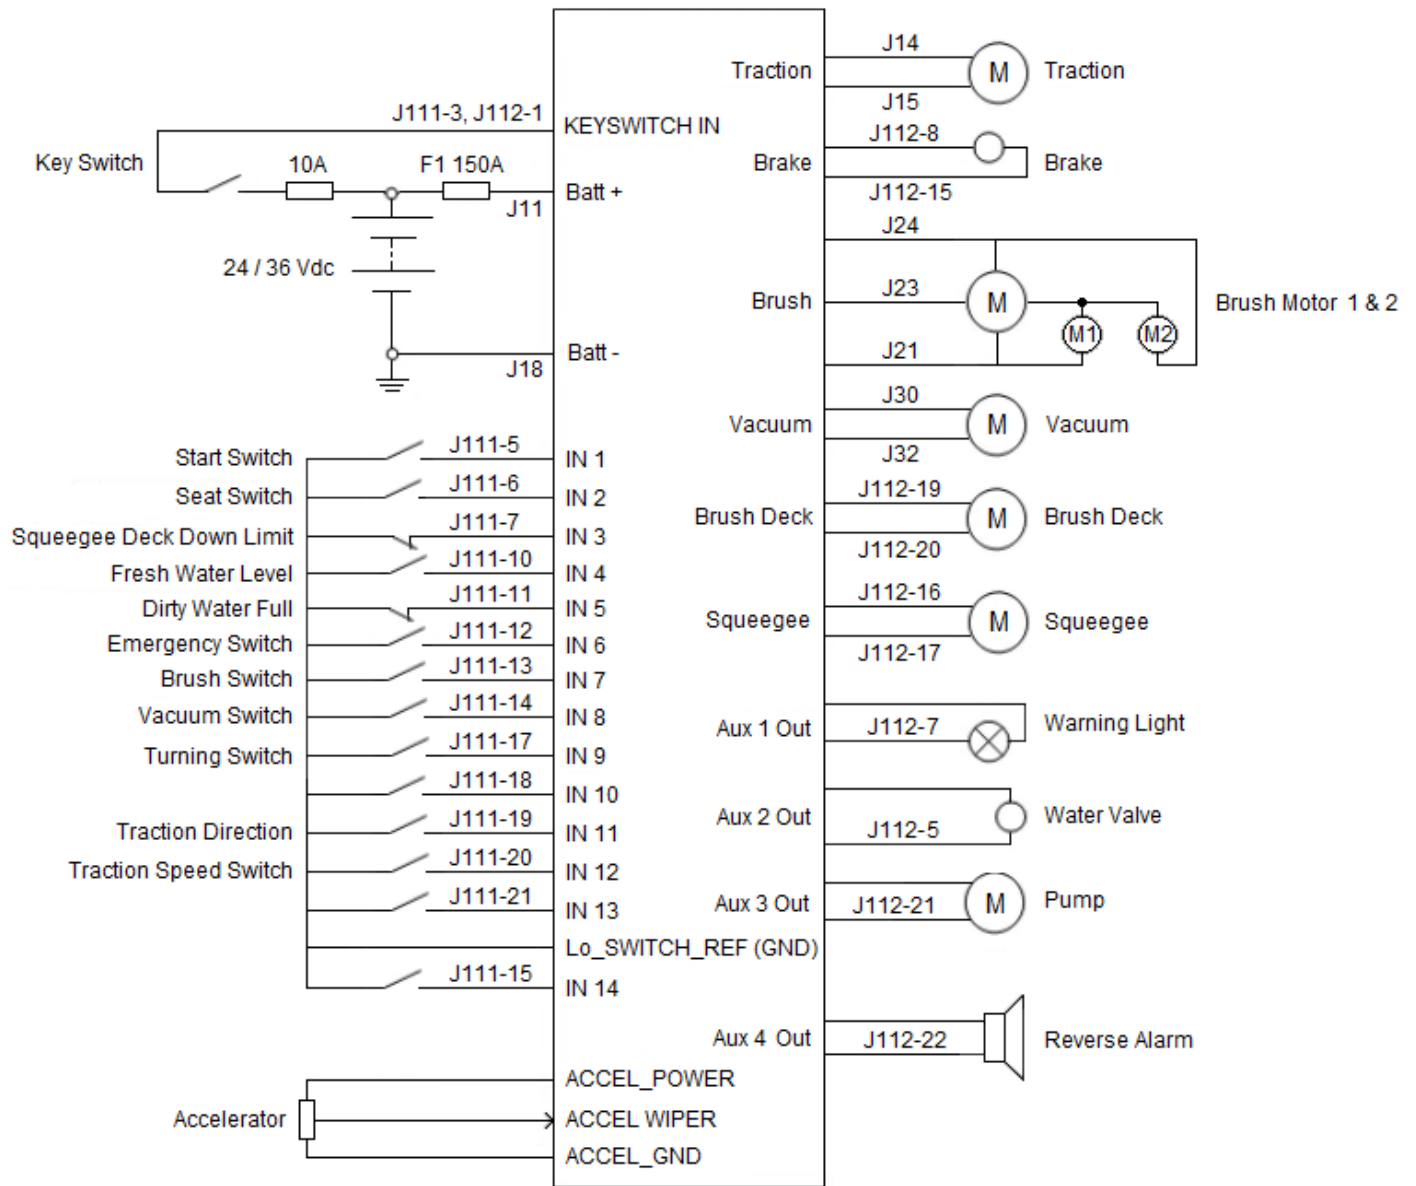 J14
Traction
M
Traction
J15
J111-3, J112-1
KEYSWITCH IN
J112-8
Key Switch
10A
F1 150A
Brake
Brake
J11
Batt +
J112-15
J24
24 / 36 Vdc
Brush
J23
M
Brush Motor 1 & 2
M1
M2
J18
Batt -
J21
J30
Vacuum
M
Vacuum
J32
Start Switch
J111-5
IN 1
Seat Switch
J111-6
IN 2
J112-19
Brush Deck
M
Brush Deck
J112-20
Squeegee Deck Down Limit
J111-7
IN 3
Fresh Water Level
J111-10
IN 4
Dirty Water Full
J111-11
IN 5
J112-16
Squeegee
M
Squeegee
J112-17
Emergency Switch
J111-12
IN 6
Brush Switch
J111-13
IN 7
Vacuum Switch
J111-14
IN 8
Aux 1 Out
J112-7
Warning Light
Turning Switch
J111-17
IN 9
J111-18
IN 10
Aux 2 Out
J112-5
Water Valve
Traction Direction
J111-19
IN 11
Traction Speed Switch
J111-20
IN 12
J111-21
IN 13
Aux 3 Out
J112-21
M
Pump
Lo_SWITCH_REF (GND)
J111-15
IN 14
Aux 4 Out
J112-22
Reverse Alarm
ACCEL_POWER
Accelerator
ACCEL WIPER
ACCEL_GND